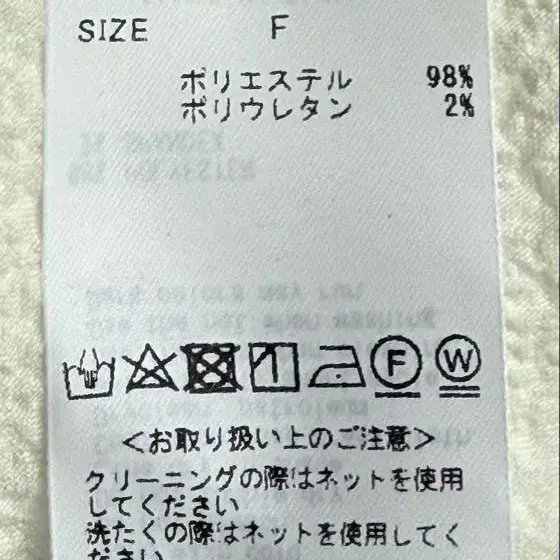 SIZE F
ポリエステル 98%
ポリウレタン 2%
F W
<お取り扱い上のご注意>
クリーニングの際はネットを使用
してください
洗たくの際はネットを使用してく
ださい